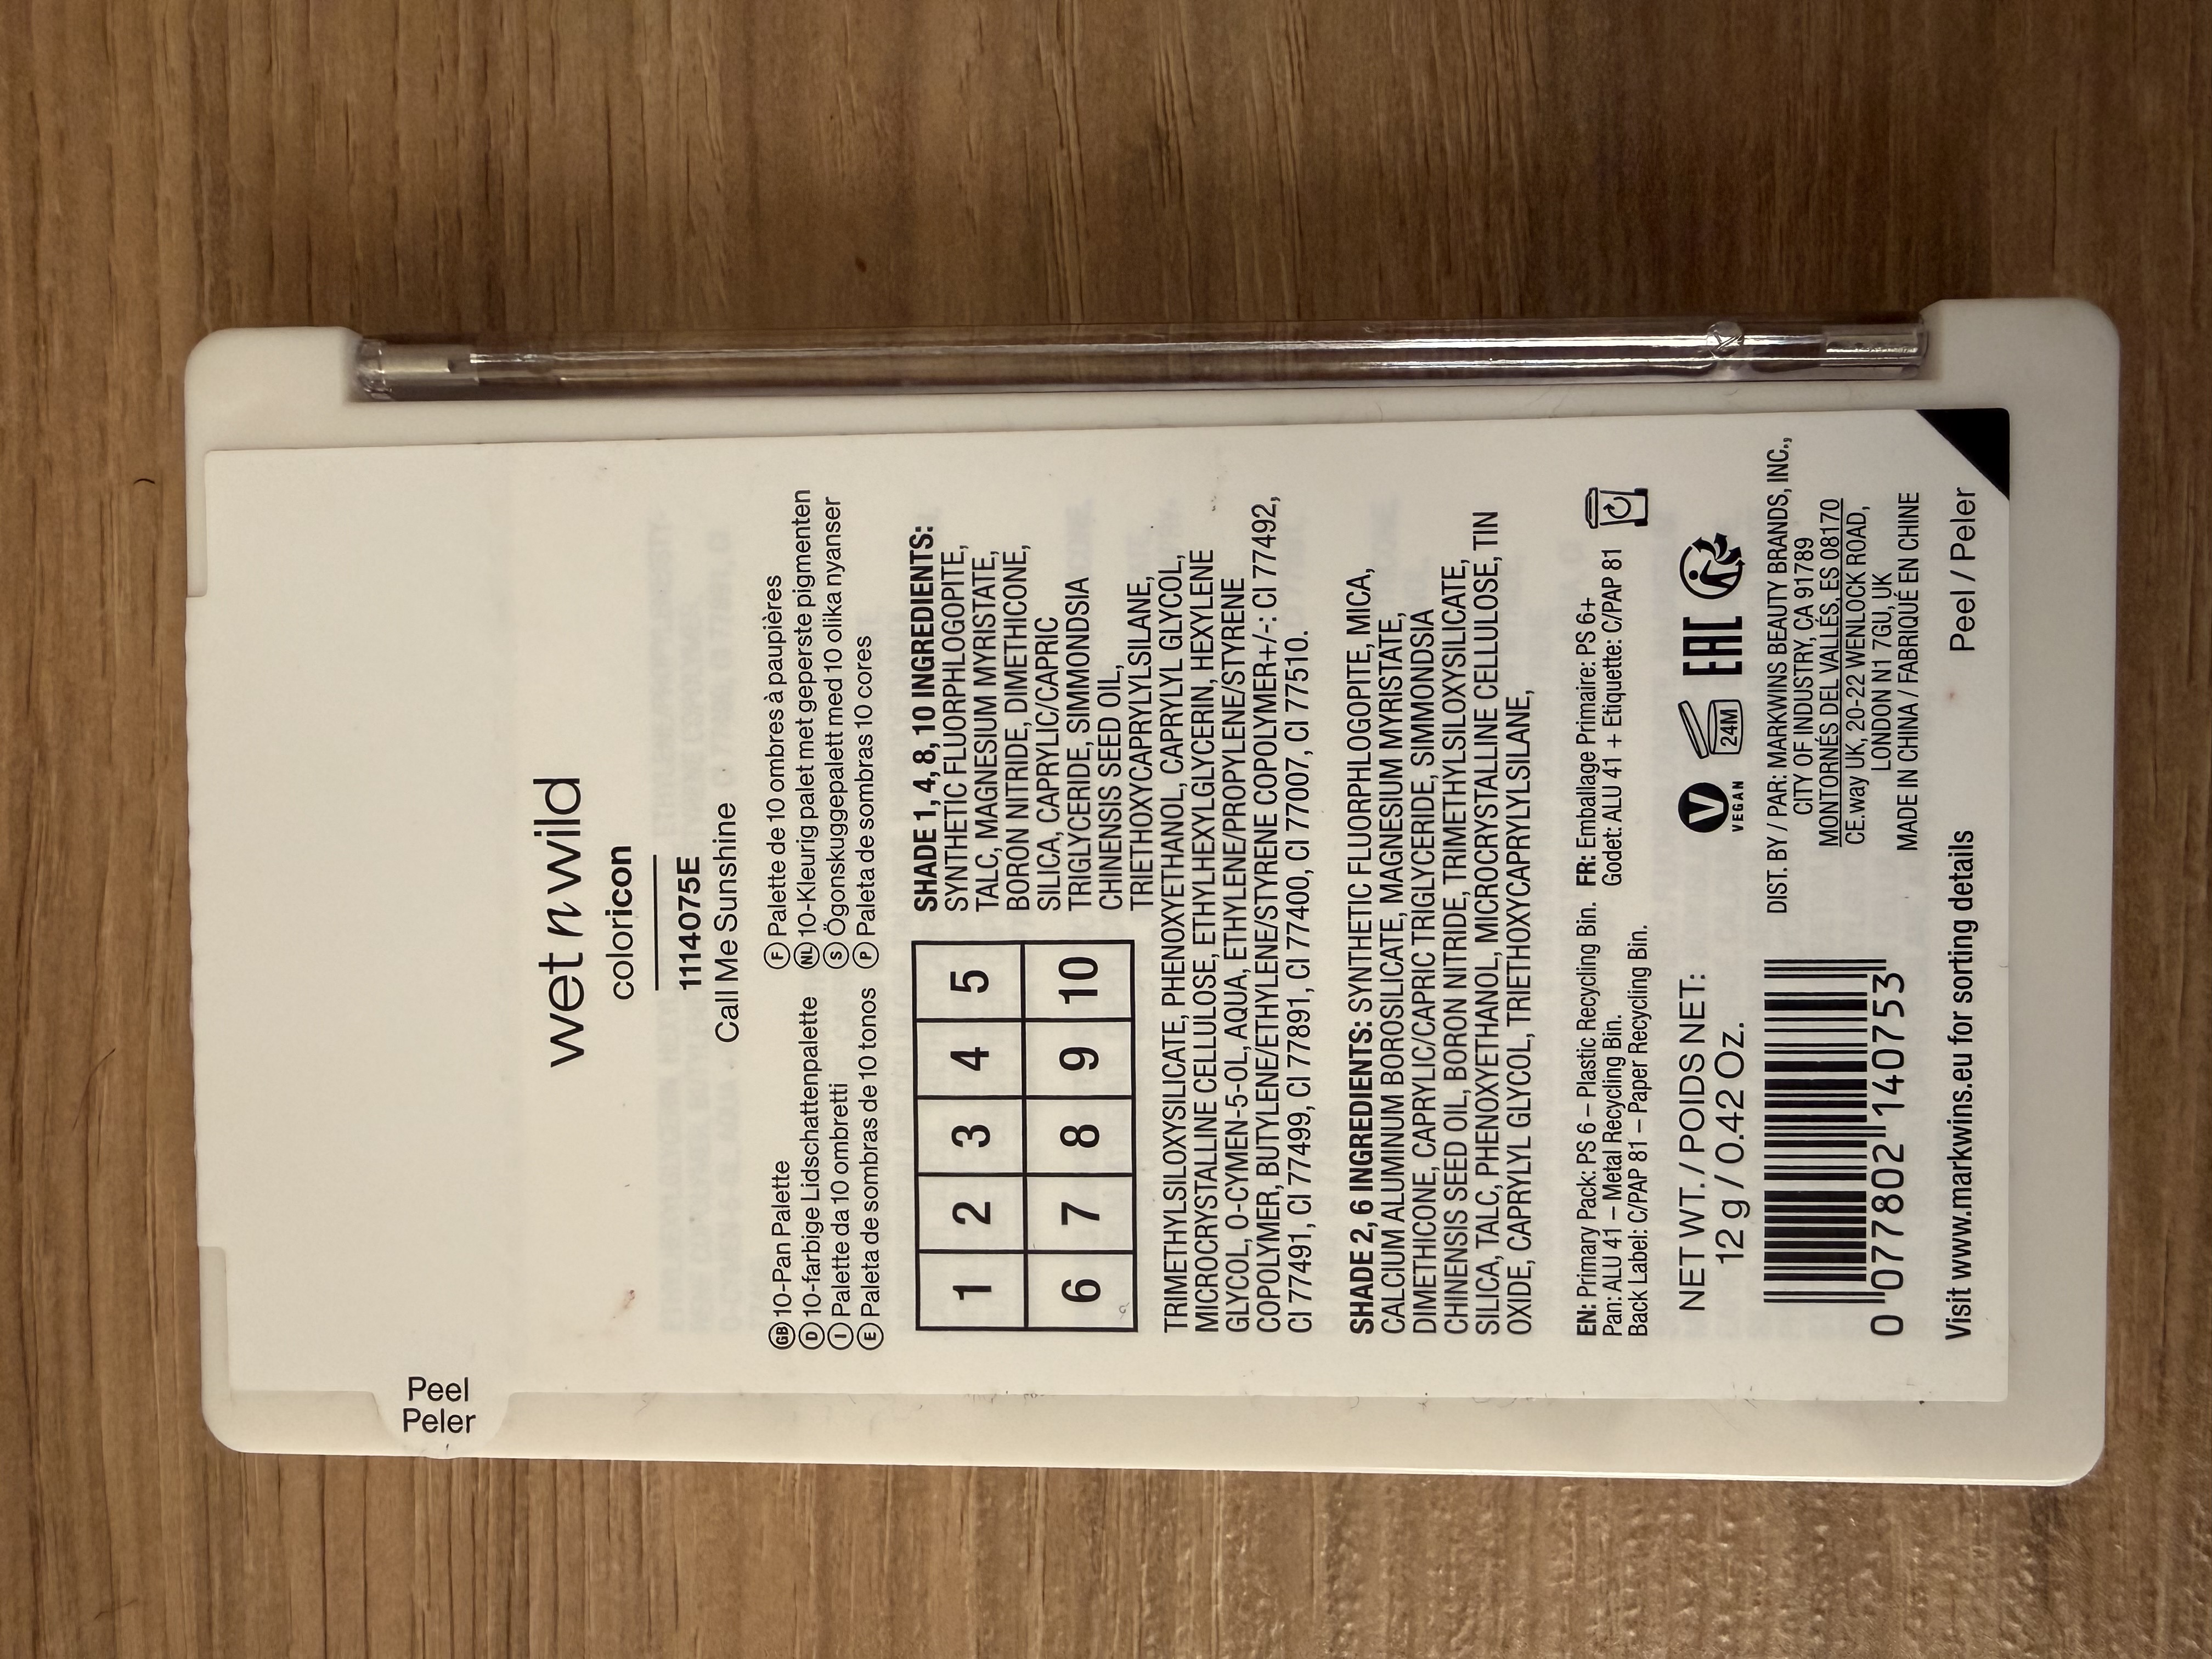 Peel
Peler
wet n wild
coloricon
1114075E
Call Me Sunshine
GB 10-Pan Palette
D 10-farbige Lidschattenpalette
I Palette da 10 ombretti
E Paleta de sombras de 10 tonos
F Palette de 10 ombres à paupières
NL 10-Kleurig palet met geperste pigmenten
S Ögonskuggepalett med 10 olika nyanser
P Paleta de sombras 10 cores
1 2 3 4 5
6 7 8 9 10
SHADE 1, 4, 8, 10 INGREDIENTS:
SYNTHETIC FLUORPHLOGOPITE,
TALC, MAGNESIUM MYRISTATE,
BORON NITRIDE, DIMETHICONE,
SILICA, CAPRYLIC/CAPRIC
TRIGLYCERIDE, SIMMONDSIA
CHINENSIS SEED OIL,
TRIETHOXYCAPRYLYLSILANE,
TRIMETHYLSILOXYSILICATE, PHENOXYETHANOL, CAPRYLYL GLYCOL,
MICROCRYSTALLINE CELLULOSE, ETHYLHEXYLGLYCERIN, HEXYLENE
GLYCOL, O-CYMEN-5-OL, AQUA, ETHYLENE/PROPYLENE/STYRENE
COPOLYMER, BUTYLENE/ETHYLENE/STYRENE COPOLYMER+/-: CI 77492,
CI 77491, CI 77499, CI 77891, CI 77400, CI 77007, CI 77510.
SHADE 2, 6 INGREDIENTS: SYNTHETIC FLUORPHLOGOPITE, MICA,
CALCIUM ALUMINUM BOROSILICATE, MAGNESIUM MYRISTATE,
DIMETHICONE, CAPRYLIC/CAPRIC TRIGLYCERIDE, SIMMONDSIA
CHINENSIS SEED OIL, BORON NITRIDE, TRIMETHYLSILOXYSILICATE,
SILICA, TALC, PHENOXYETHANOL, MICROCRYSTALLINE CELLULOSE, TIN
OXIDE, CAPRYLYL GLYCOL, TRIETHOXYCAPRYLYLSILANE,
EN: Primary Pack: PS 6 – Plastic Recycling Bin.
Pan: ALU 41 – Metal Recycling Bin.
Back Label: C/PAP 81 – Paper Recycling Bin.
FR: Emballage Primaire: PS 6+
Godet: ALU 41 + Etiquette: C/PAP 81
NET WT. / POIDS NET:
12 g / 0.42 Oz.
V
VEGAN
24M
EAC
0 77802 14075 3
DIST. BY / PAR: MARKWINS BEAUTY BRANDS, INC.,
CITY OF INDUSTRY, CA 91789
MONTORNÉS DEL VALLÉS, ES 08170
CE.way UK, 20-22 WENLOCK ROAD,
LONDON N1 7GU, UK
MADE IN CHINA / FABRIQUÉ EN CHINE
Visit www.markwins.eu for sorting details
Peel / Peler